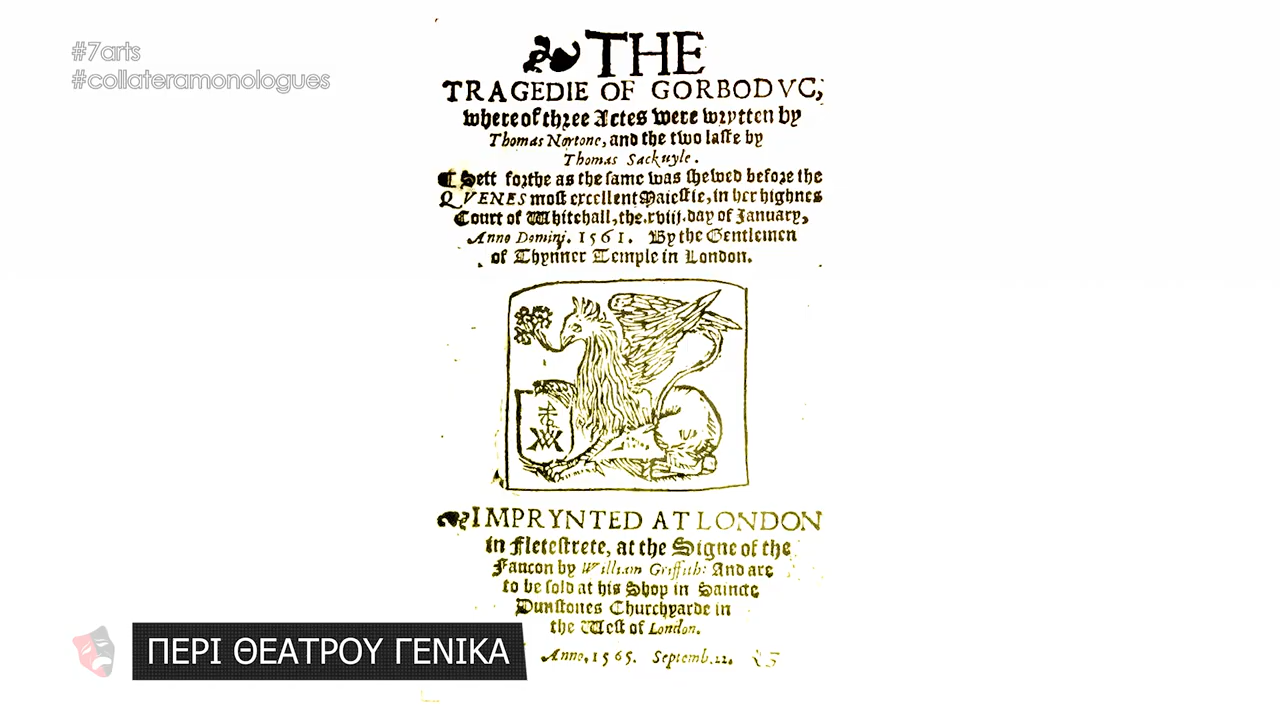 #7arts
#collateramonologues
THE
TRAGEDIE OF GORBODVC,
whereof three Actes were wrytten by
Thomas Nortone, and the two laste by
Thomas Sackuyle.
Sett forthe as the same was shewed before the
QVENES most excellent Maiestie, in her highnes
Court of Whitehall, the .xviij. day of January,
Anno Domini. 1561. By the Gentlemen
of Thynner Temple in London.
IMPRYNTED AT LONDON
in Fletestrete, at the Signe of the
Faucon by William Griffith: And are
to be sold at his Shop in Saincte
Dunstones Churchyarde in
the West of London.
Anno, 1565. Septemb. 22.
ΠΕΡΙ ΘΕΑΤΡΟΥ ΓΕΝΙΚΑ